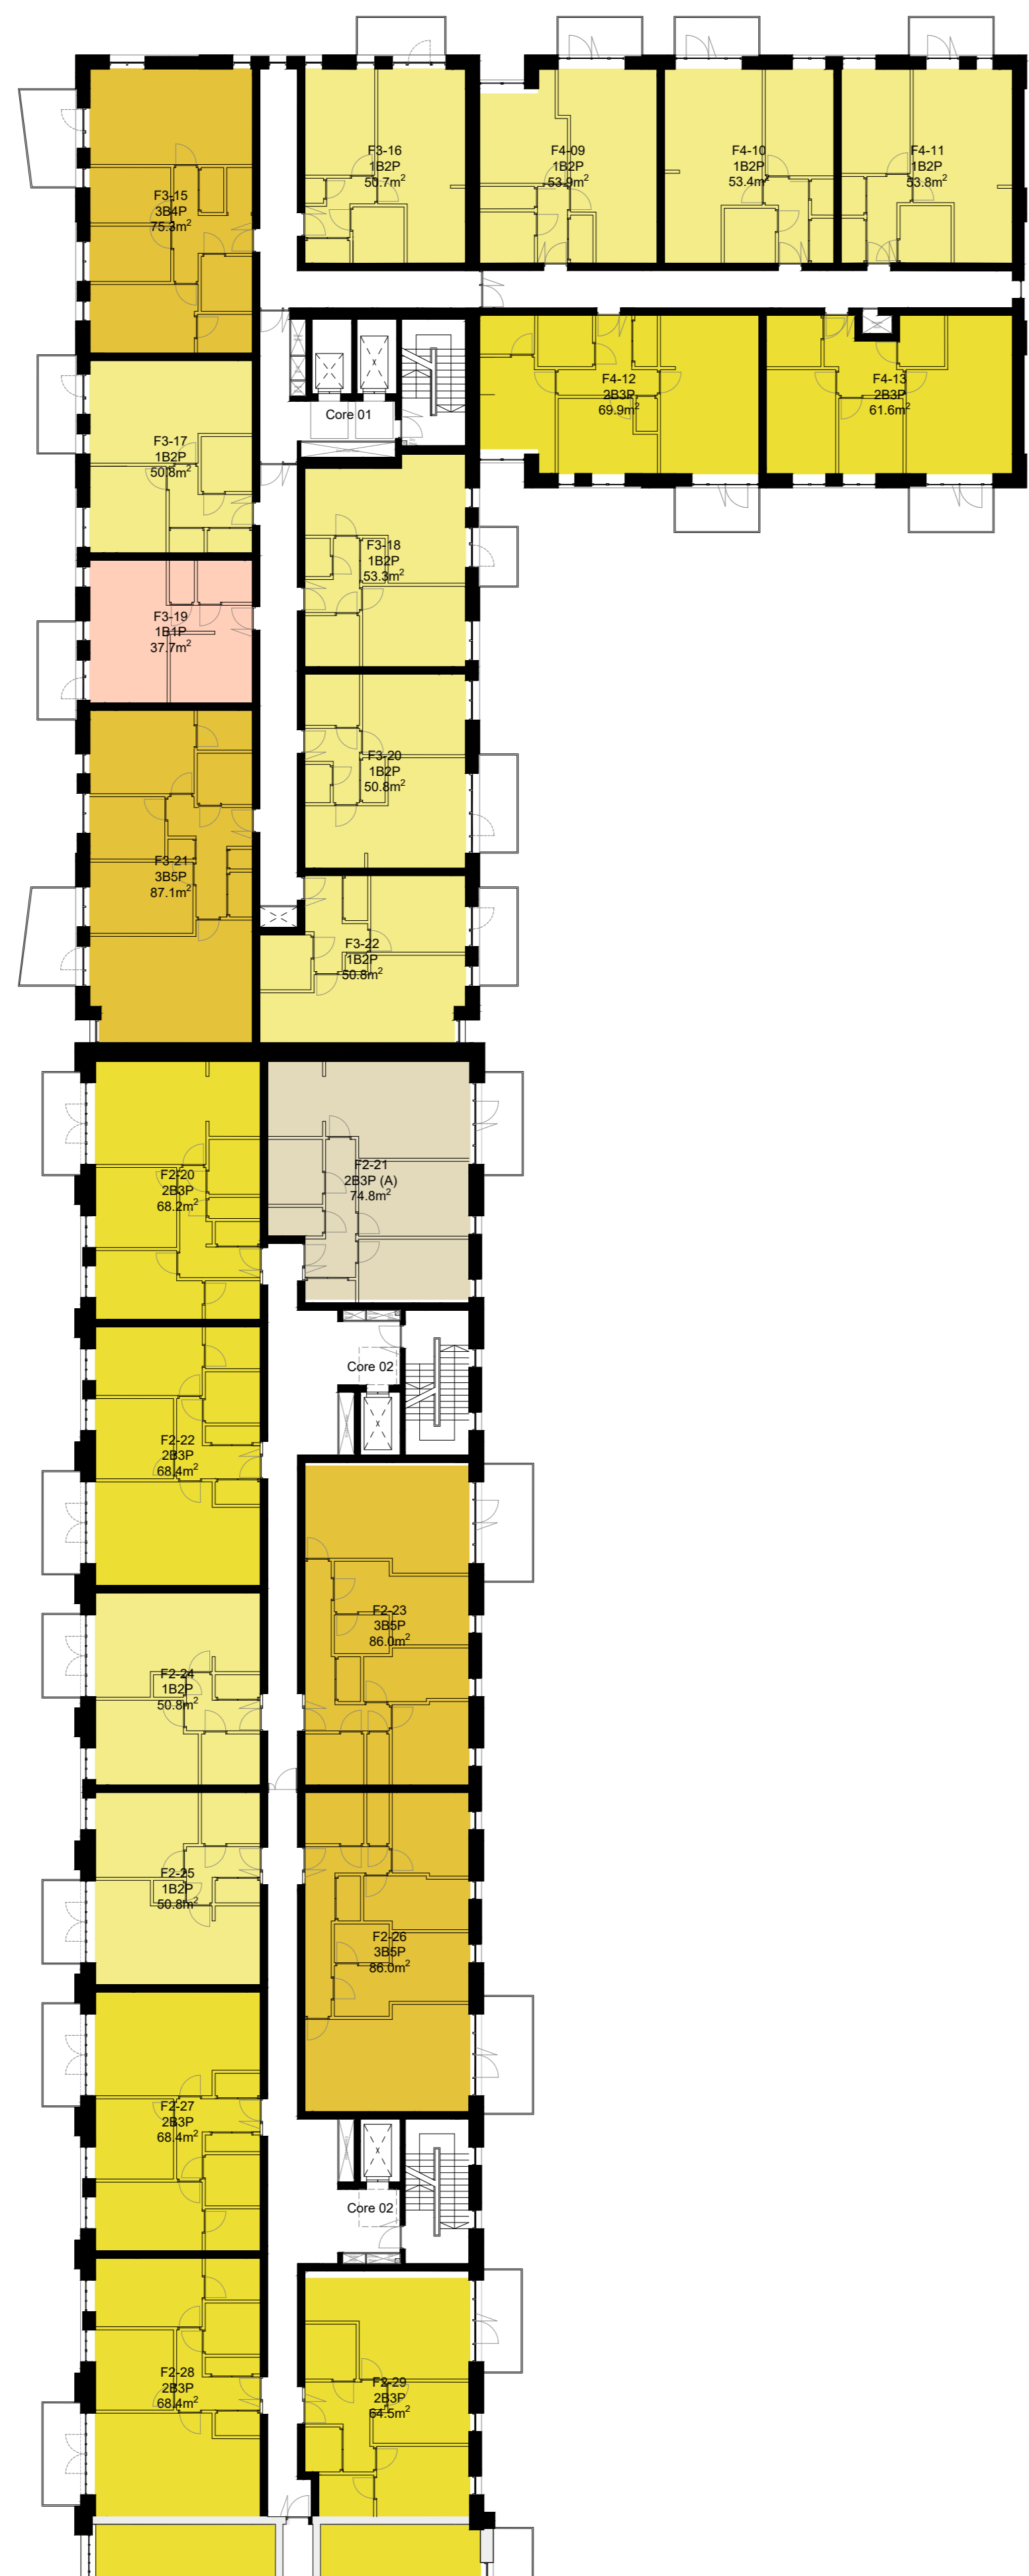 F3-15
3B4P
75.3m²
F3-16
1B2P
50.7m²
F4-09
1B2P
53.9m²
F4-10
1B2P
53.4m²
F4-11
1B2P
53.8m²
F4-12
2B3P
69.9m²
F4-13
2B3P
61.6m²
Core 01
F3-17
1B2P
50.8m²
F3-18
1B2P
53.3m²
F3-19
1B1P
37.7m²
F3-20
1B2P
50.8m²
F3-21
3B5P
87.1m²
F3-22
1B2P
50.8m²
F2-20
2B3P
68.2m²
F2-21
2B3P (A)
74.8m²
Core 02
F2-22
2B3P
68.4m²
F2-23
3B5P
86.0m²
F2-24
1B2P
50.8m²
F2-25
1B2P
50.8m²
F2-26
3B5P
86.0m²
F2-27
2B3P
68.4m²
Core 02
F2-28
2B3P
68.4m²
F2-29
2B3P
64.5m²